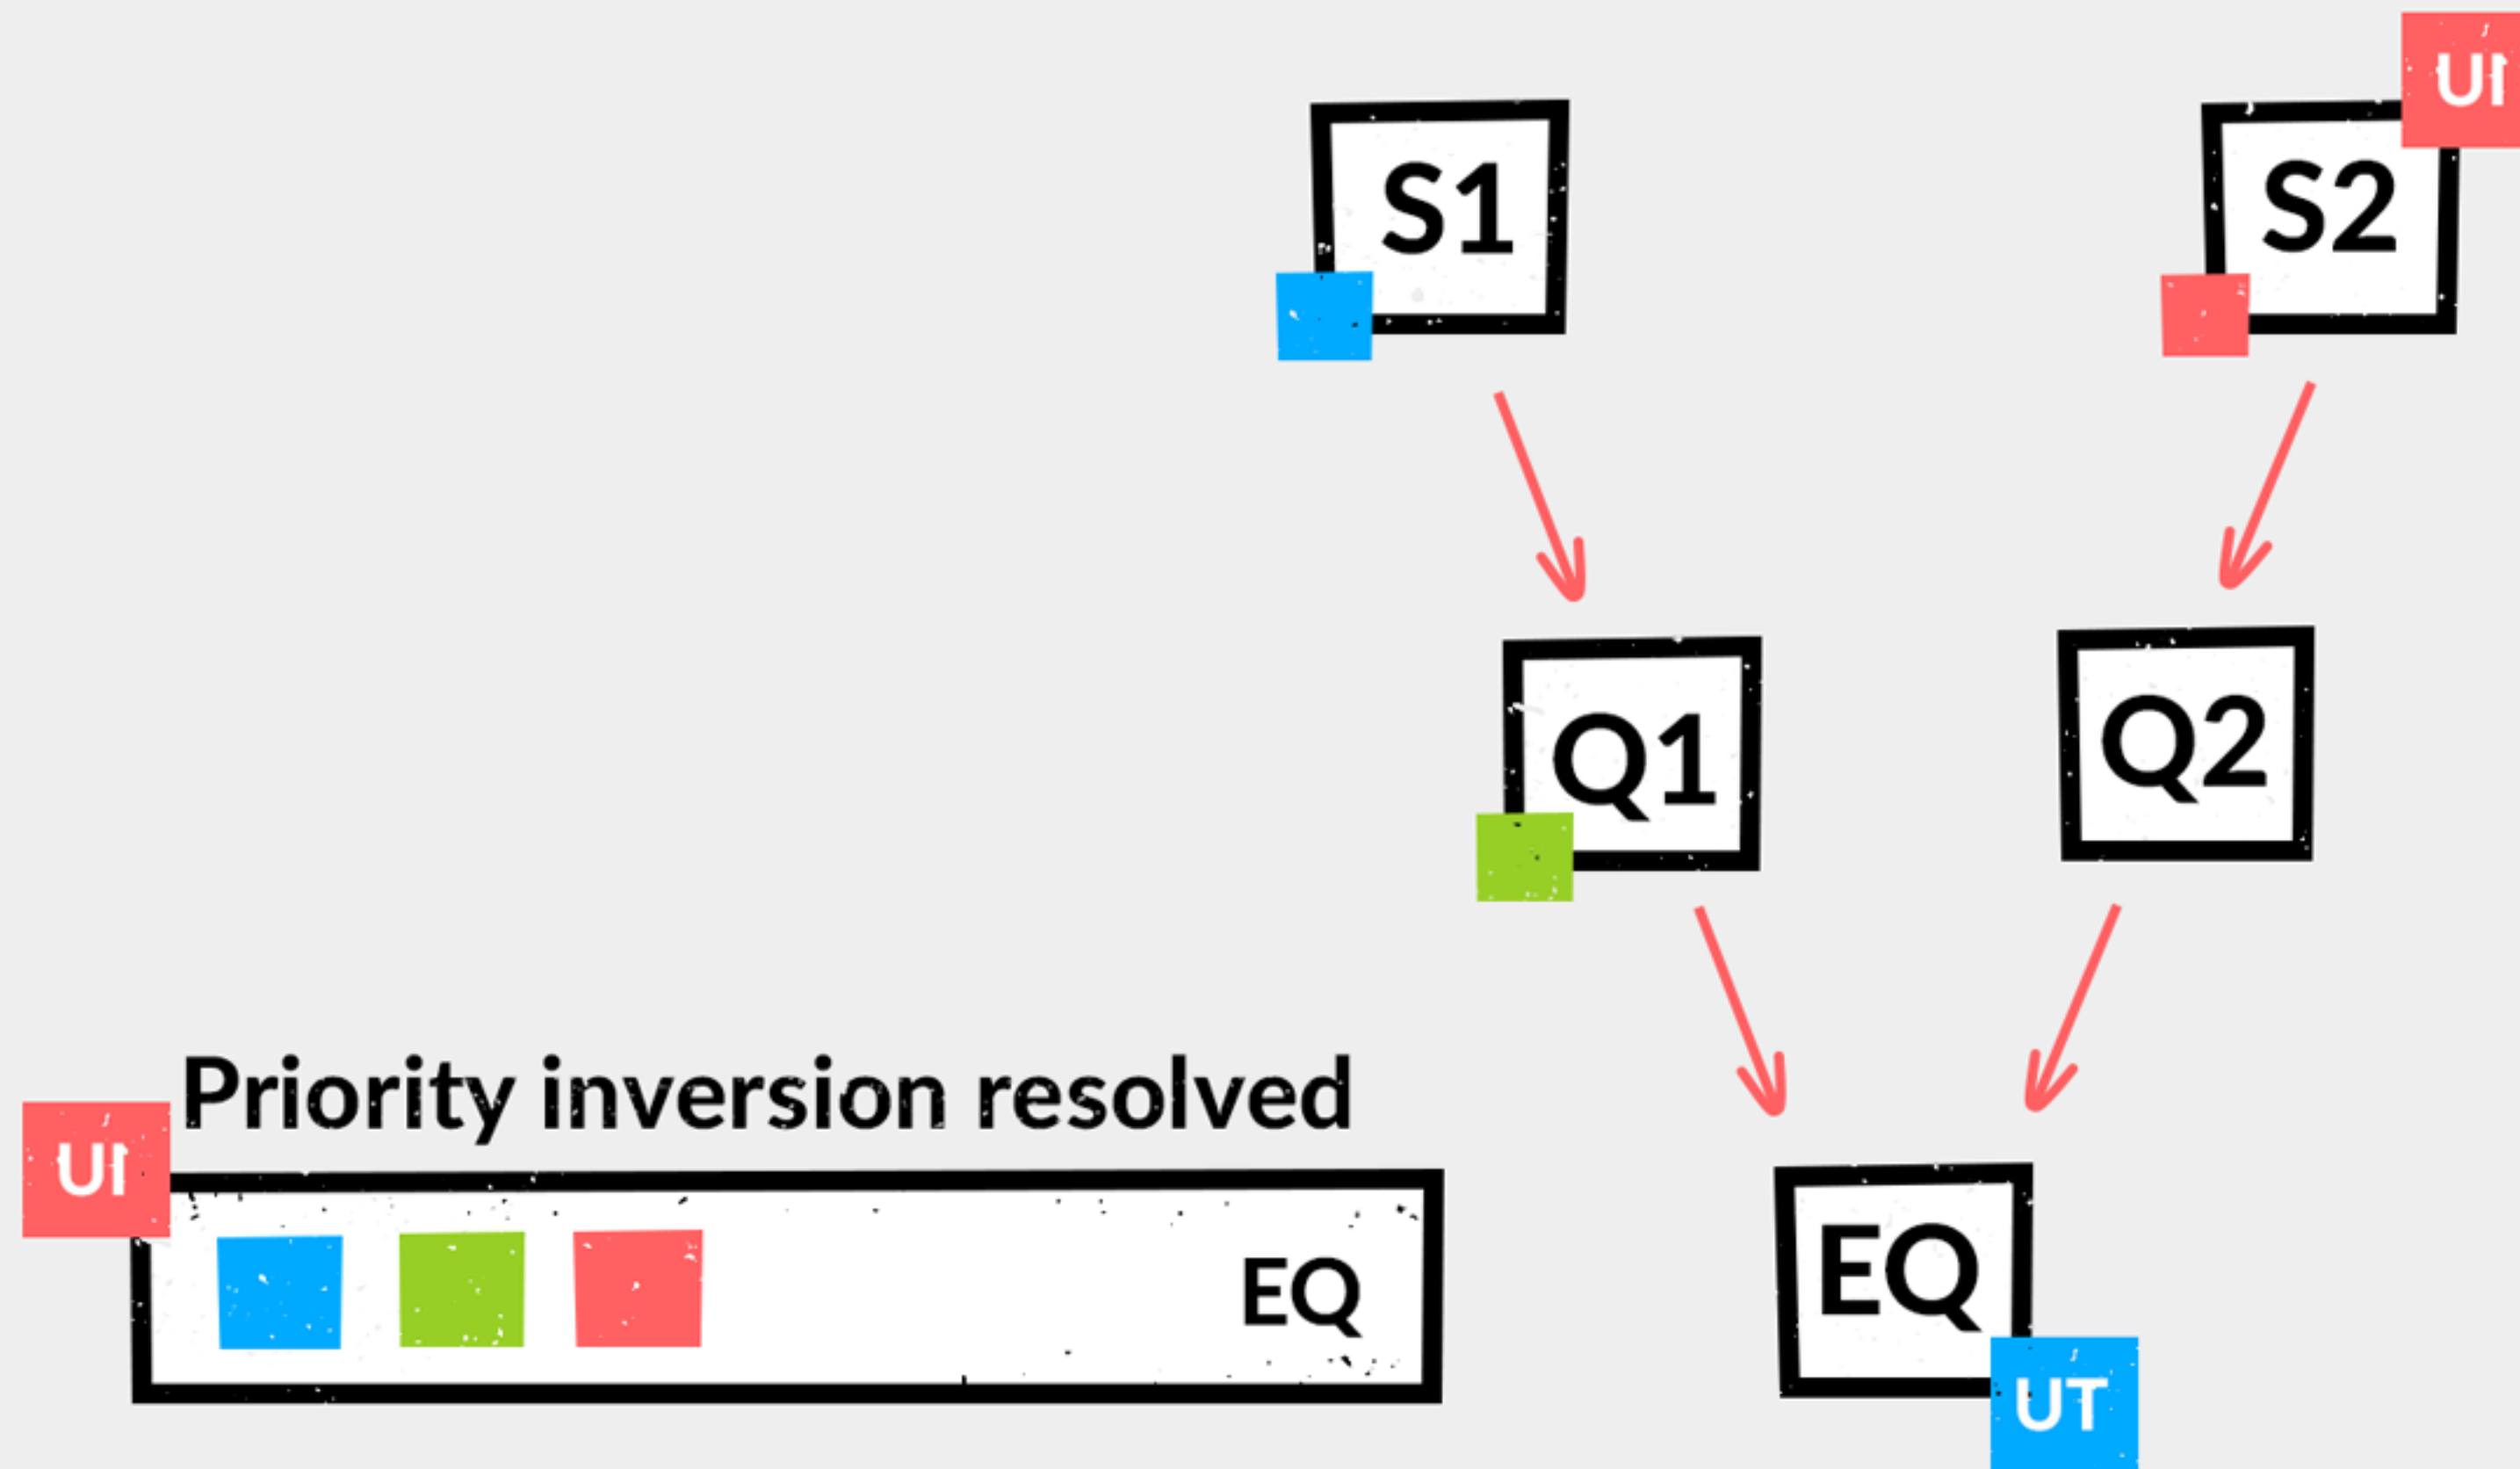 UI
S1
S2
Q1
Q2
Priority inversion resolved
UI
EQ
EQ
UT